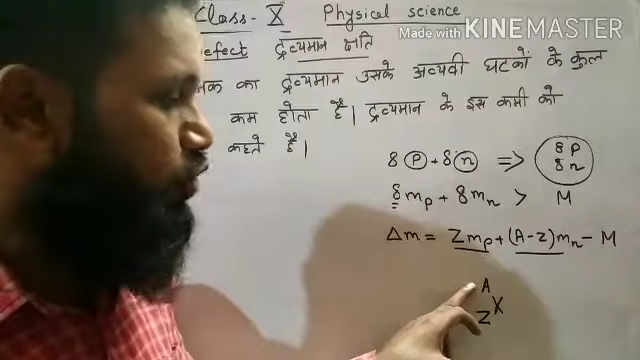 Class- X Physical science
Made with KINEMASTER
Defect द्रव्यमान क्षति
का द्रव्यमान उसके अवयवी घटकों के कुल
कम होता है। द्रव्यमान के इस कमी को
कहते हैं।
8 p + 8 n => 8p 8n
8mp + 8mn > M
Δm = Zmp + (A-Z)mn - M
A
Z X